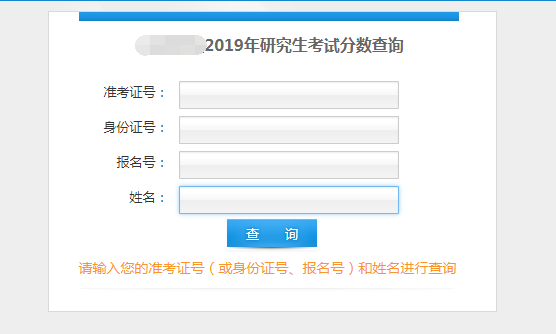 2019年研究生考试分数查询
准考证号：
身份证号：
报名号：
姓名：
查 询
请输入您的准考证号（或身份证号、报名号）和姓名进行查询